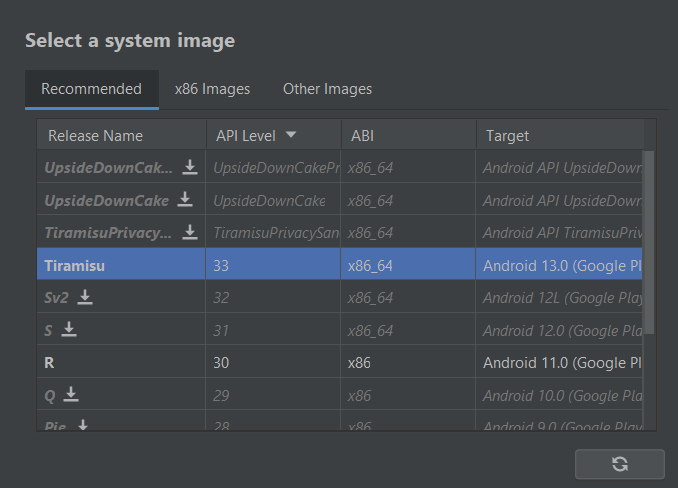 Select a system image
Recommended x86 Images Other Images
Release Name API Level ABI Target
UpsideDownCak... UpsideDownCakePr x86_64 Android API UpsideDown
UpsideDownCake UpsideDownCake x86_64 Android API UpsideDown
TiramisuPrivacy... TiramisuPrivacySan x86_64 Android API TiramisuPriv
Tiramisu 33 x86_64 Android 13.0 (Google Pl
Sv2 32 x86_64 Android 12L (Google Play
S 31 x86_64 Android 12.0 (Google Pla
R 30 x86 Android 11.0 (Google Pl
Q 29 x86 Android 10.0 (Google Pla
Pie 28 x86 Android 9.0 (Google Play